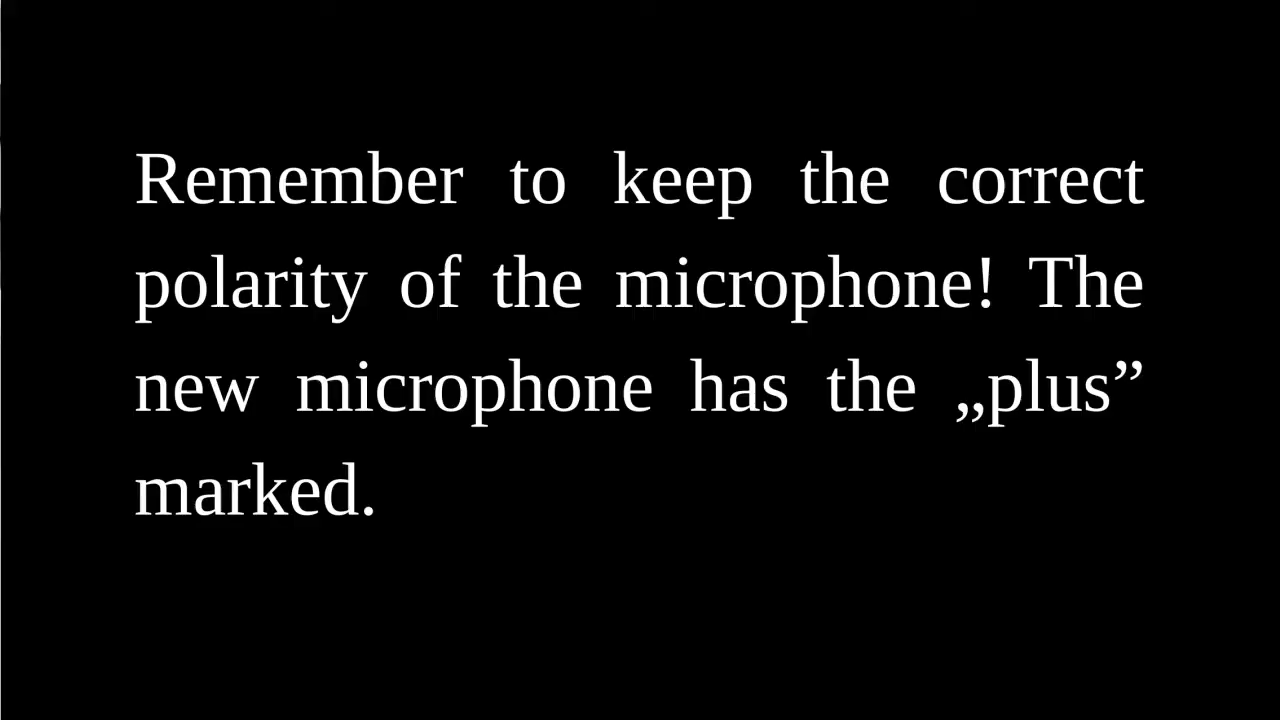 Remember to keep the correct
polarity of the microphone! The
new microphone has the „plus”
marked.